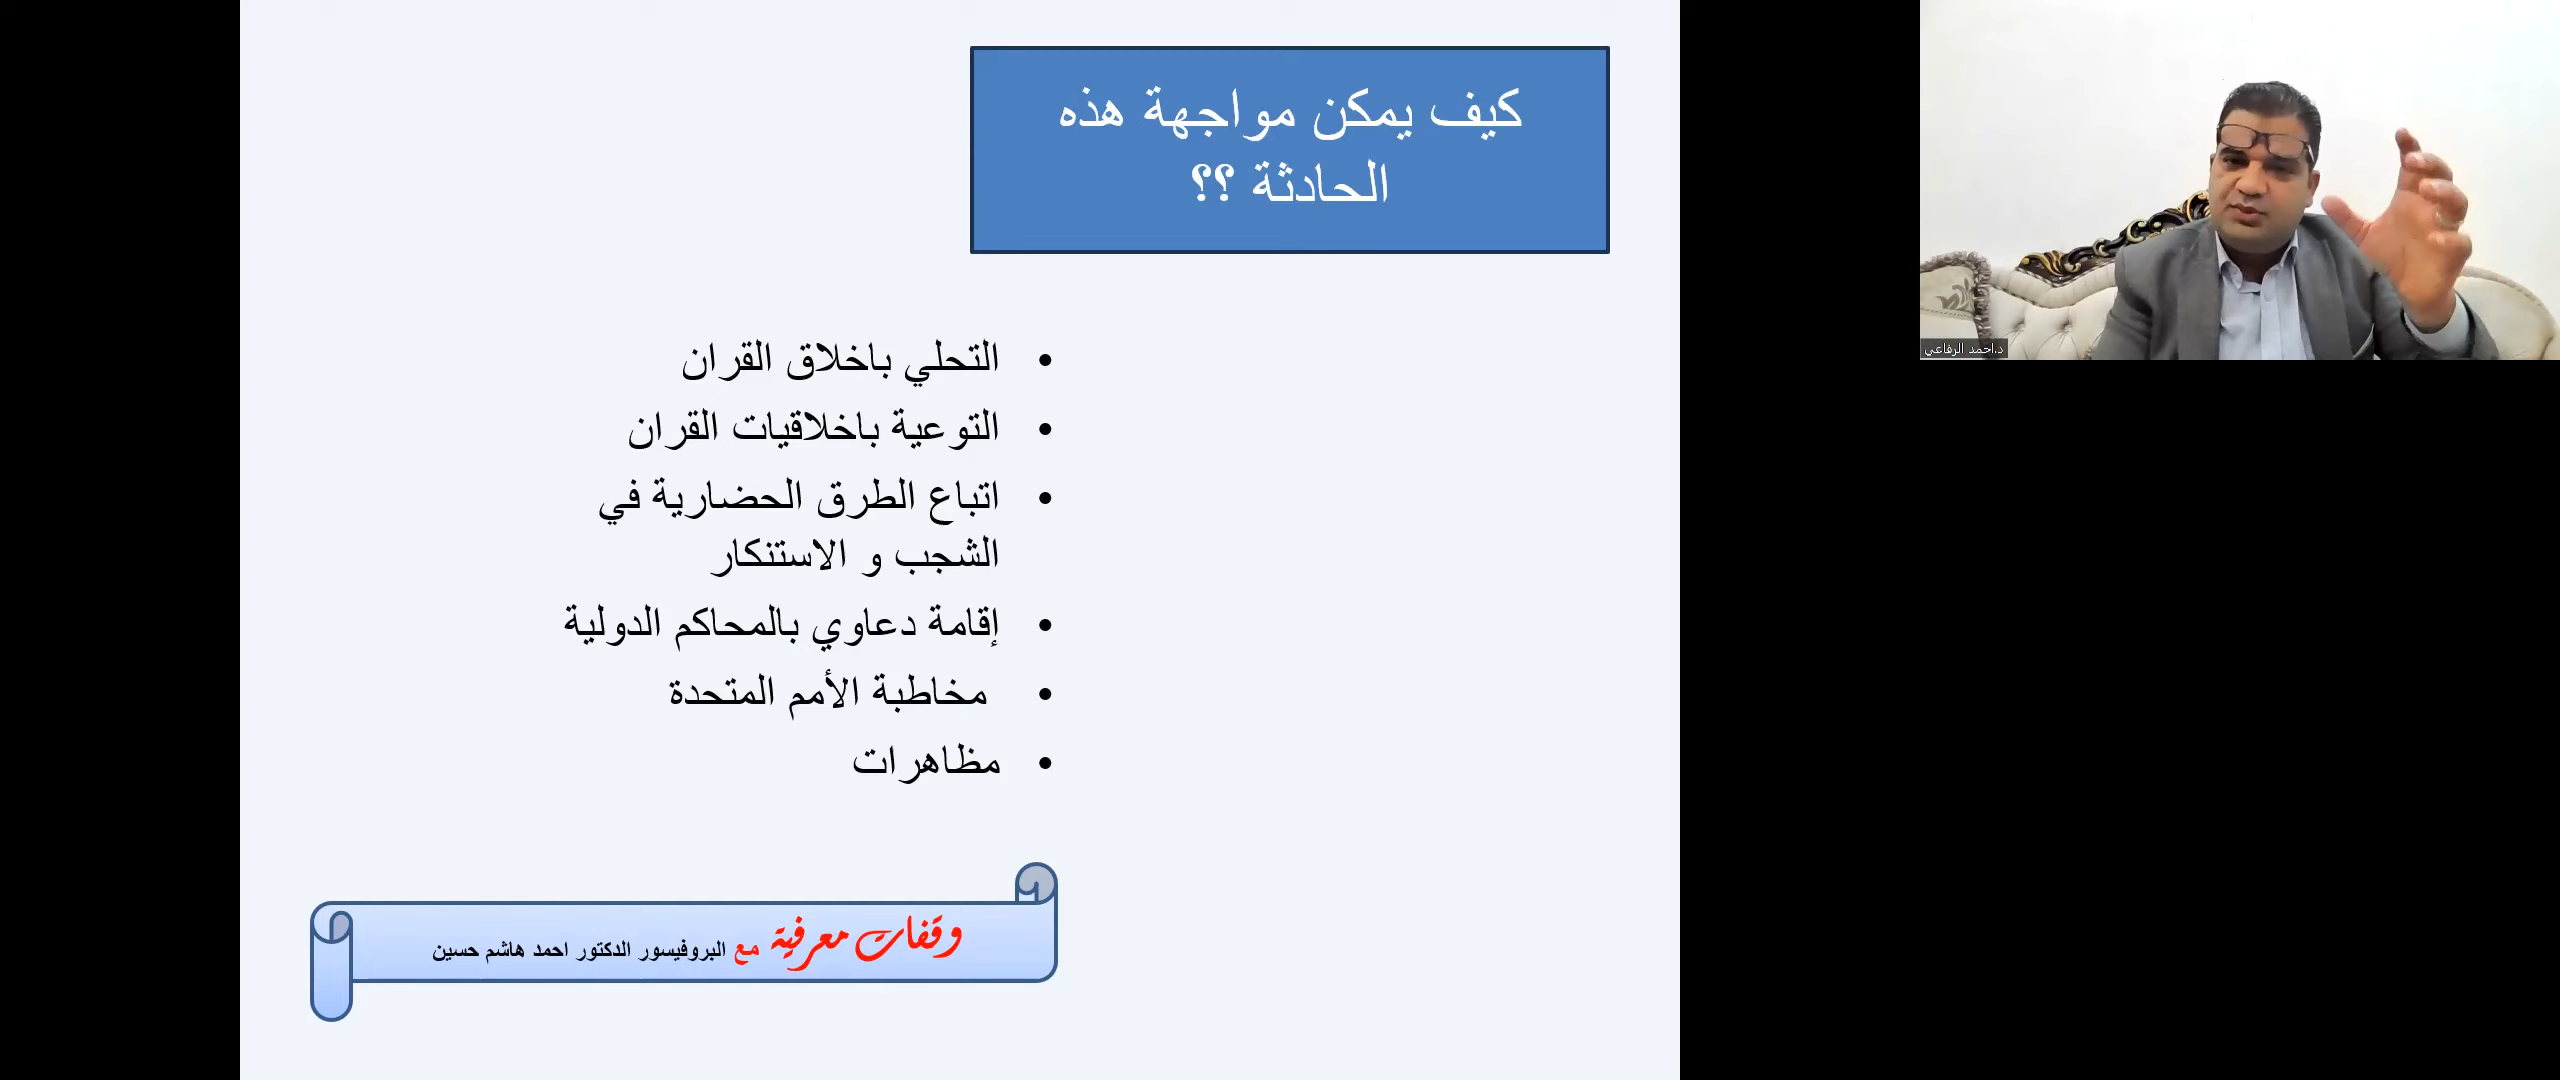 كيف يمكن مواجهة هذه
الحادثة ؟؟
• التحلي باخلاق القران
• التوعية باخلاقيات القران
• اتباع الطرق الحضارية في
الشجب و الاستنكار
• إقامة دعاوي بالمحاكم الدولية
• مخاطبة الأمم المتحدة
• مظاهرات
وقفات معرفية مع البروفيسور الدكتور احمد هاشم حسين
د.احمد الرفاعي